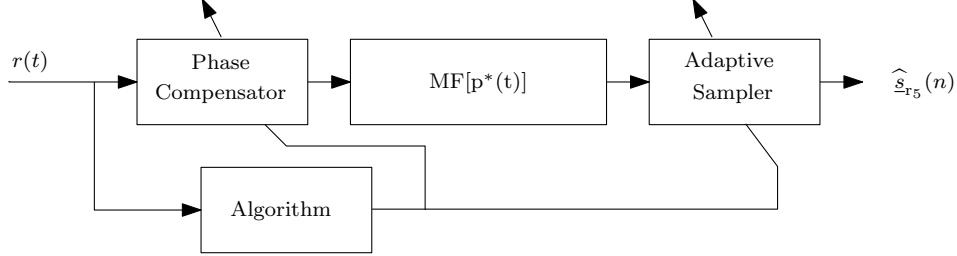 r(t)
Phase
Compensator
MF[p*(t)]
Adaptive
Sampler
ŝ_r₅(n)
Algorithm